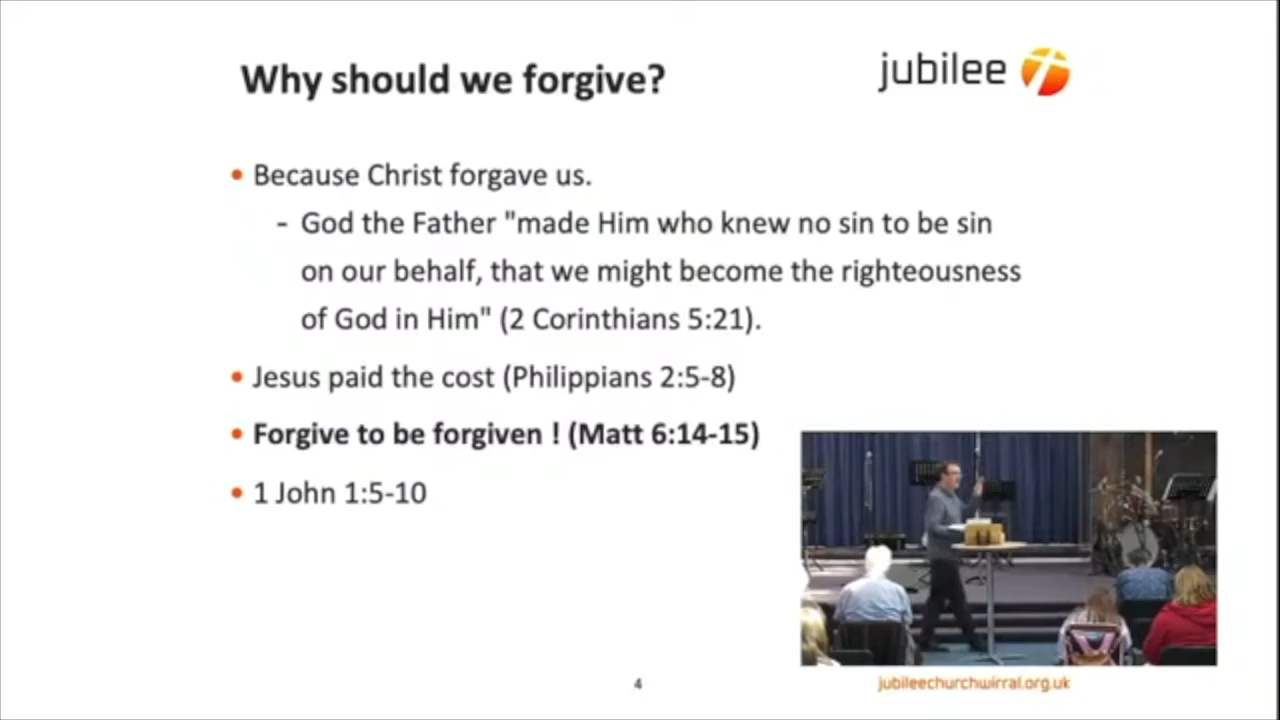 Why should we forgive?
jubilee
• Because Christ forgave us.
- God the Father "made Him who knew no sin to be sin
on our behalf, that we might become the righteousness
of God in Him" (2 Corinthians 5:21).
• Jesus paid the cost (Philippians 2:5-8)
• Forgive to be forgiven ! (Matt 6:14-15)
• 1 John 1:5-10
4
jubileechurchwirral.org.uk